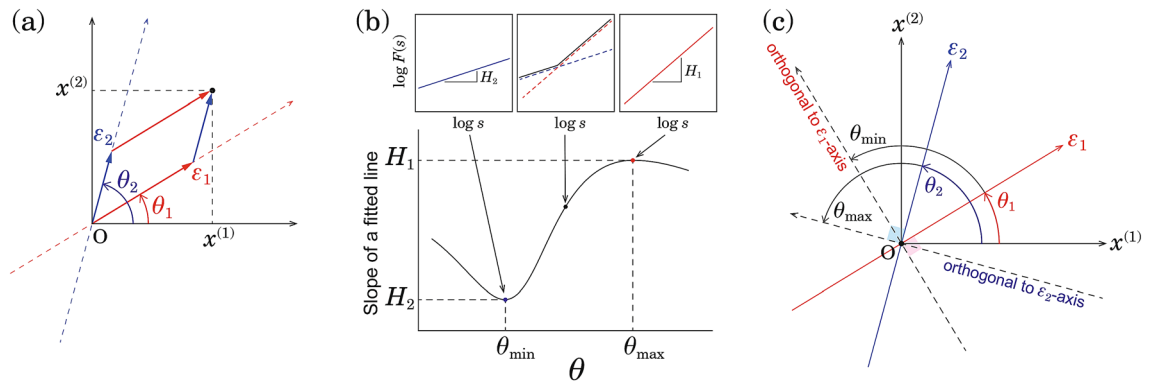 (a)
x⁽²⁾
ε₂
ε₁
θ₂
θ₁
O
x⁽¹⁾
(b)
log F(s)
H₂
H₁
log s
log s
log s
Slope of a fitted line
H₁
H₂
θmin
θmax
θ
(c)
x⁽²⁾
ε₂
orthogonal to ε₁-axis
θmin
ε₁
θ₂
θ₁
θmax
O
x⁽¹⁾
orthogonal to ε₂-axis